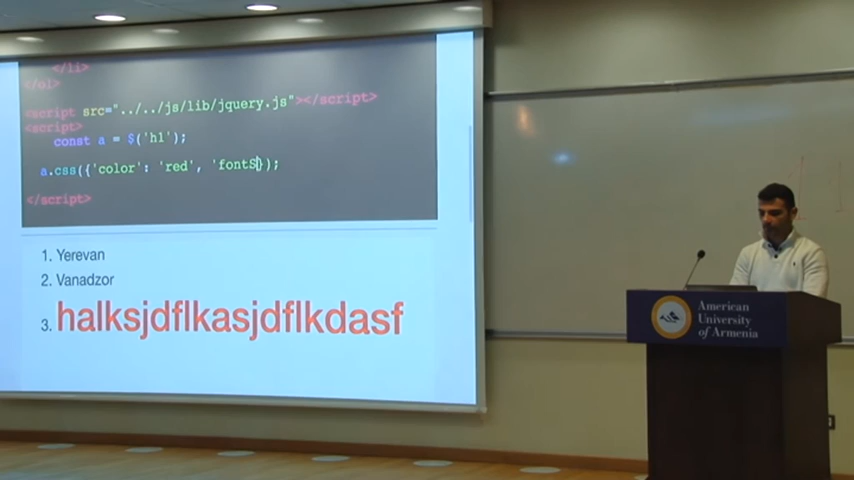 </li>
</ol>
<script src="../../js/lib/jquery.js"></script>
<script>
const a = $('h1');
a.css({'color': 'red', 'fontS});
</script>
1. Yerevan
2. Vanadzor
3. halksjdflkasjdflkdasf
American
University
of Armenia